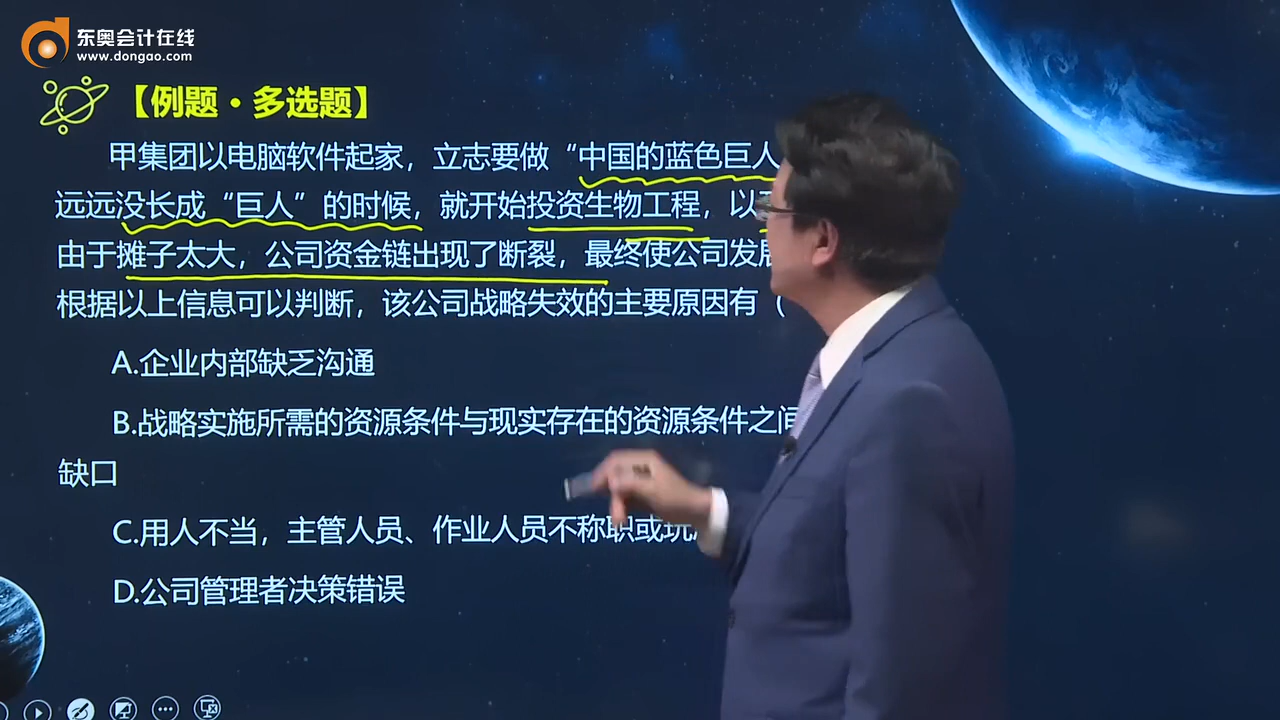 东奥会计在线
www.dongao.com
【例题·多选题】
甲集团以电脑软件起家，立志要做“中国的蓝色巨人
远远没长成“巨人”的时候，就开始投资生物工程，以
由于摊子太大，公司资金链出现了断裂，最终使公司发展
根据以上信息可以判断，该公司战略失效的主要原因有（
A.企业内部缺乏沟通
B.战略实施所需的资源条件与现实存在的资源条件之间
缺口
C.用人不当，主管人员、作业人员不称职或玩
D.公司管理者决策错误